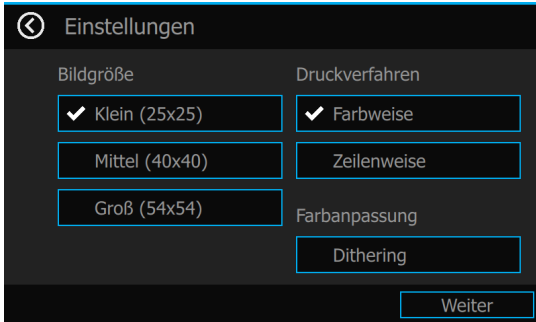 Einstellungen
Bildgröße
Klein (25x25)
Mittel (40x40)
Groß (54x54)
Druckverfahren
Farbweise
Zeilenweise
Farbanpassung
Dithering
Weiter